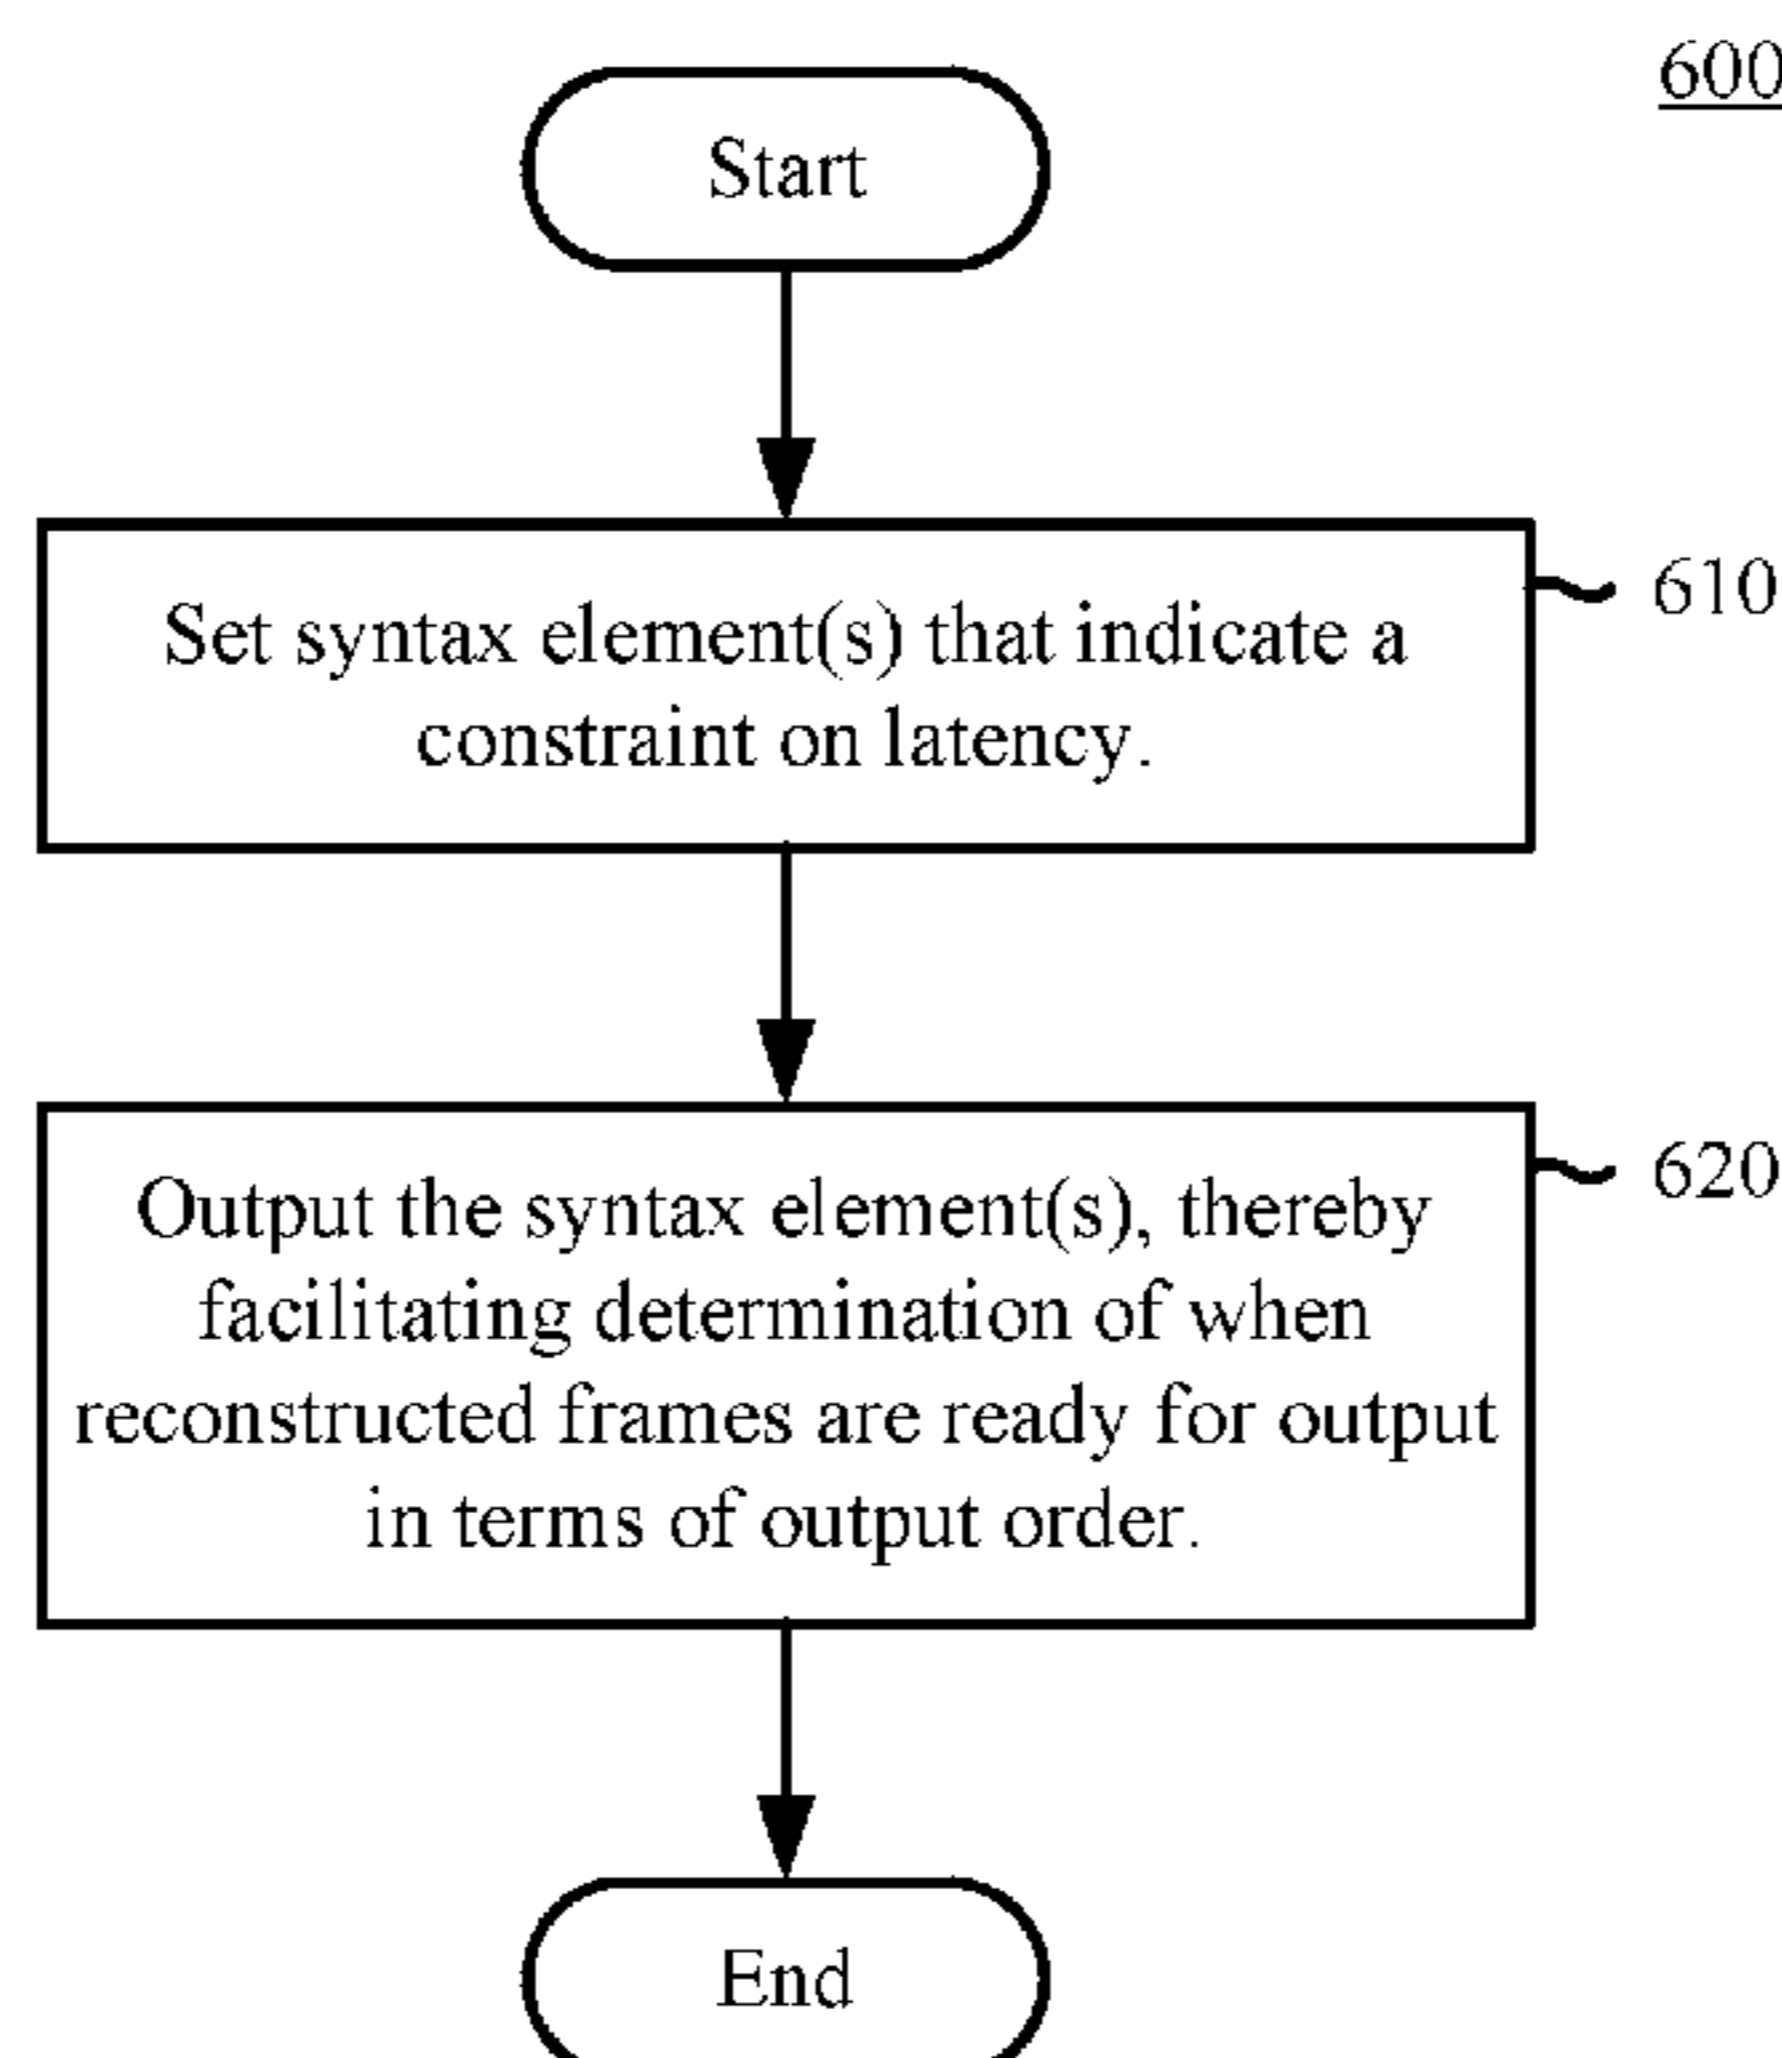 600
Start
Set syntax element(s) that indicate a
constraint on latency.
610
Output the syntax element(s), thereby
facilitating determination of when
reconstructed frames are ready for output
in terms of output order.
620
End